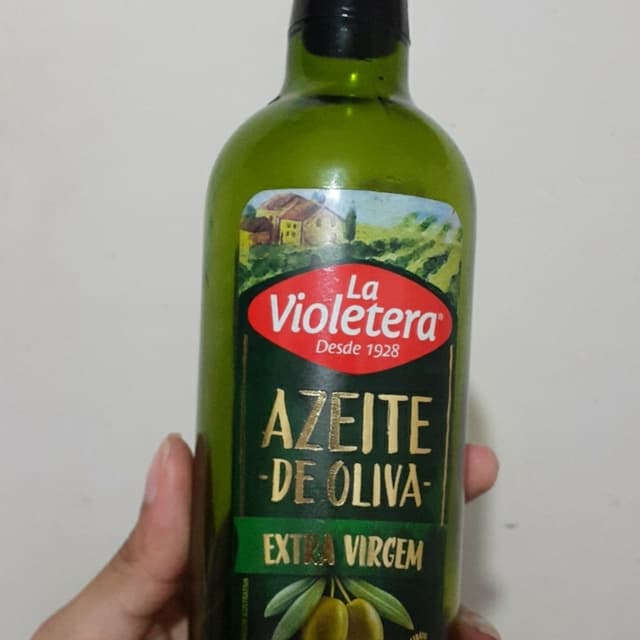 La
Violetera®
Desde 1928
AZEITE
-DE OLIVA-
EXTRA VIRGEM